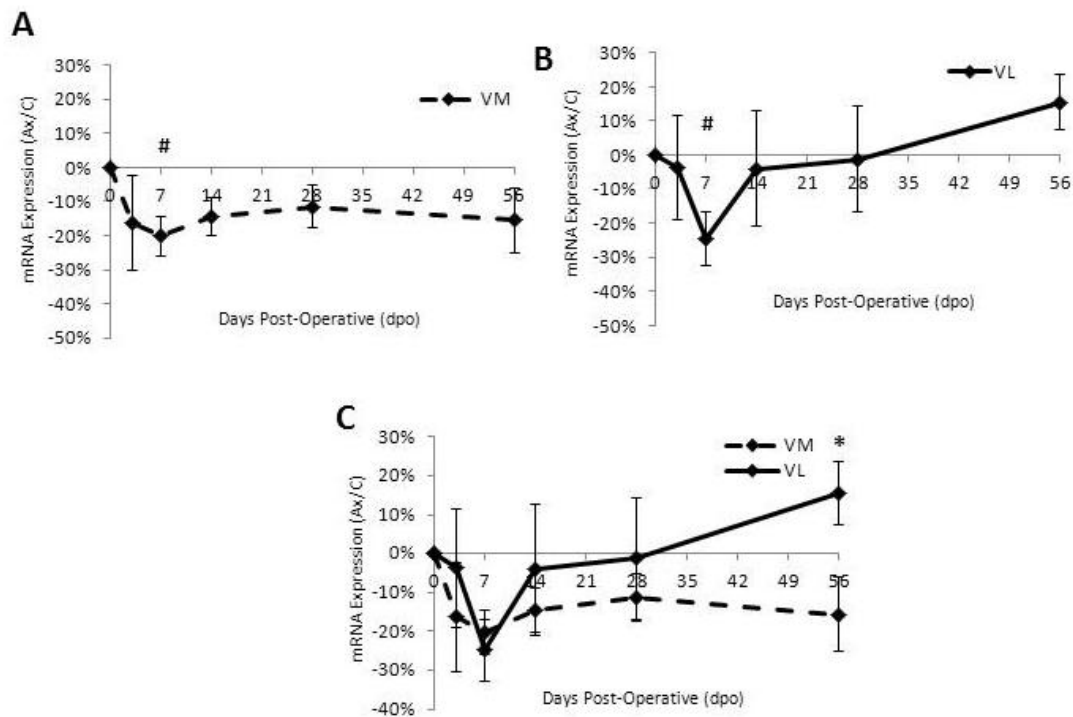 A
mRNA Expression (Ax/C)
30%
20%
10%
0%
-10%
-20%
-30%
-40%
-50%
VM
#
0 7 14 21 28 35 42 49 56
Days Post-Operative (dpo)
B
mRNA Expression (Ax/C)
30%
20%
10%
0%
-10%
-20%
-30%
-40%
-50%
VL
#
0 7 14 21 28 35 42 49 56
Days Post-Operative (dpo)
C
mRNA Expression (Ax/C)
30%
20%
10%
0%
-10%
-20%
-30%
-40%
VM
VL
*
0 7 14 21 28 35 42 49 56
Days Post-Operative (dpo)